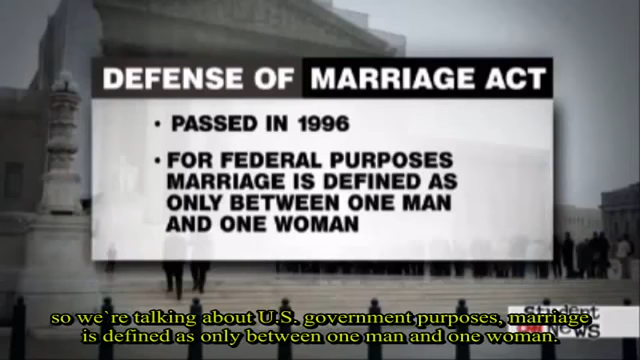 DEFENSE OF MARRIAGE ACT
• PASSED IN 1996
• FOR FEDERAL PURPOSES
MARRIAGE IS DEFINED AS
ONLY BETWEEN ONE MAN
AND ONE WOMAN
so we`re talking about U.S. government purposes, marriage
is defined as only between one man and one woman.
student
NEWS